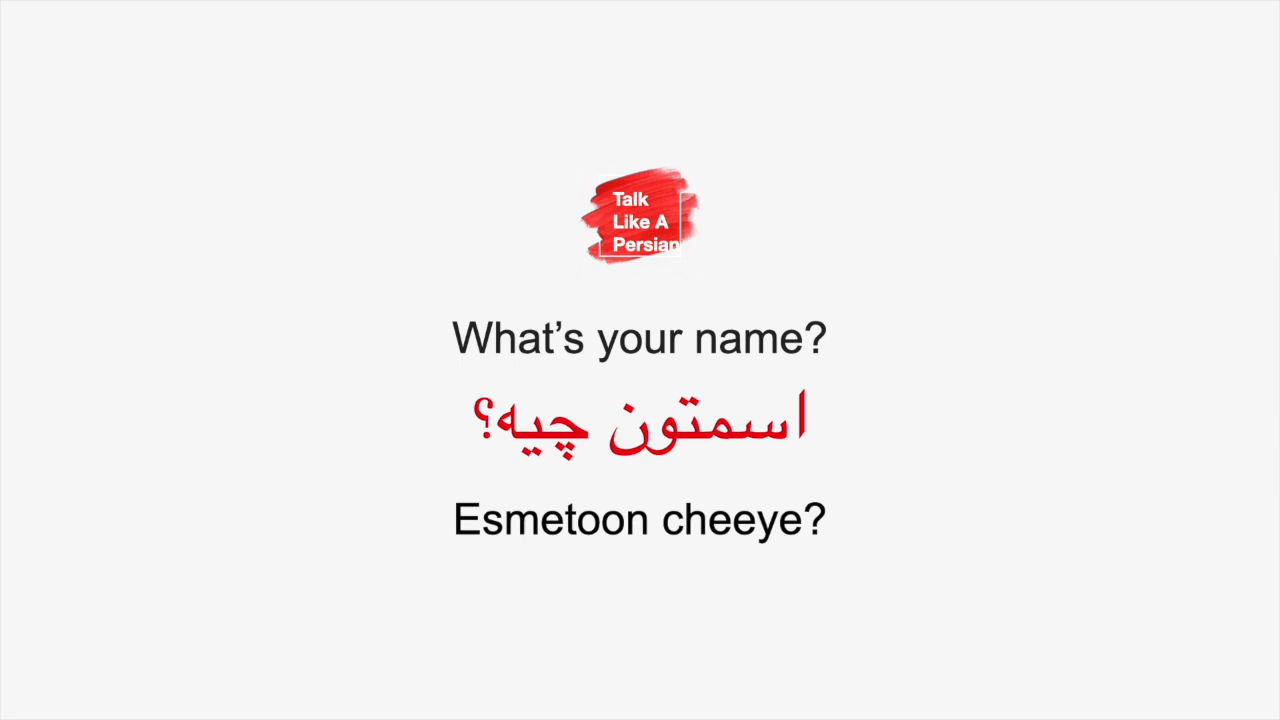 Talk
Like A
Persian
What’s your name?
اسمتون چیه؟
Esmetoon cheeye?